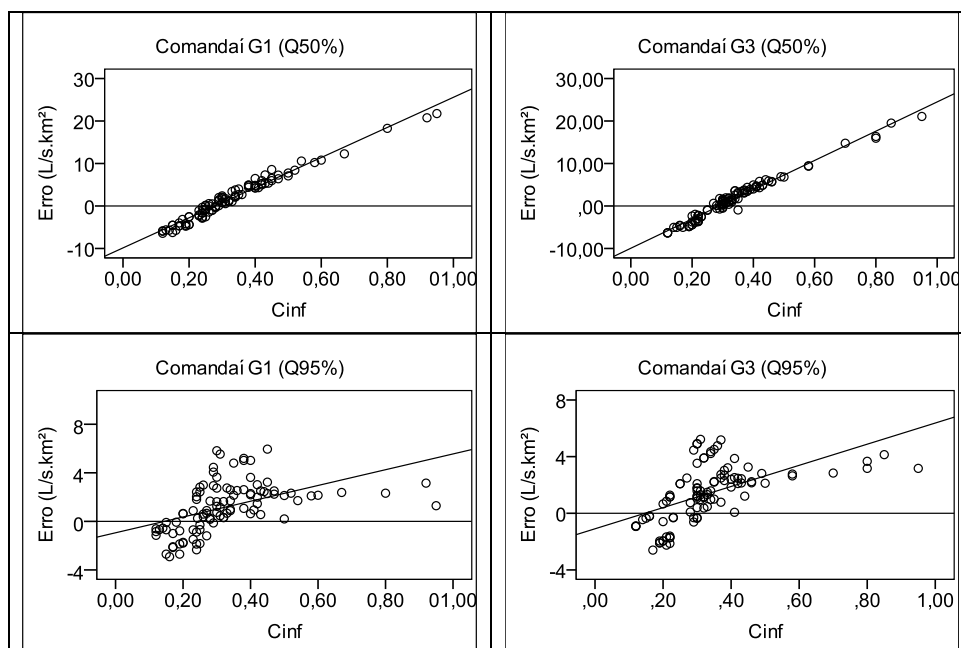 Comandaí G1 (Q50%)
Erro (L/s.km²)
30
20
10
0
-10
0,00 0,20 0,40 0,60 0,80 01,00
Cinf
Comandaí G3 (Q50%)
Erro (L/s.km²)
30,00
20,00
10,00
,00
-10,00
0,00 ,20 ,40 ,60 ,80 01,00
Cinf
Comandaí G1 (Q95%)
Erro (L/s.km²)
8
4
0
-4
0,00 0,20 0,40 0,60 0,80 01,00
Cinf
Comandaí G3 (Q95%)
Erro (L/s.km²)
8
4
0
-4
,00 ,20 ,40 ,60 ,80 1,00
Cinf